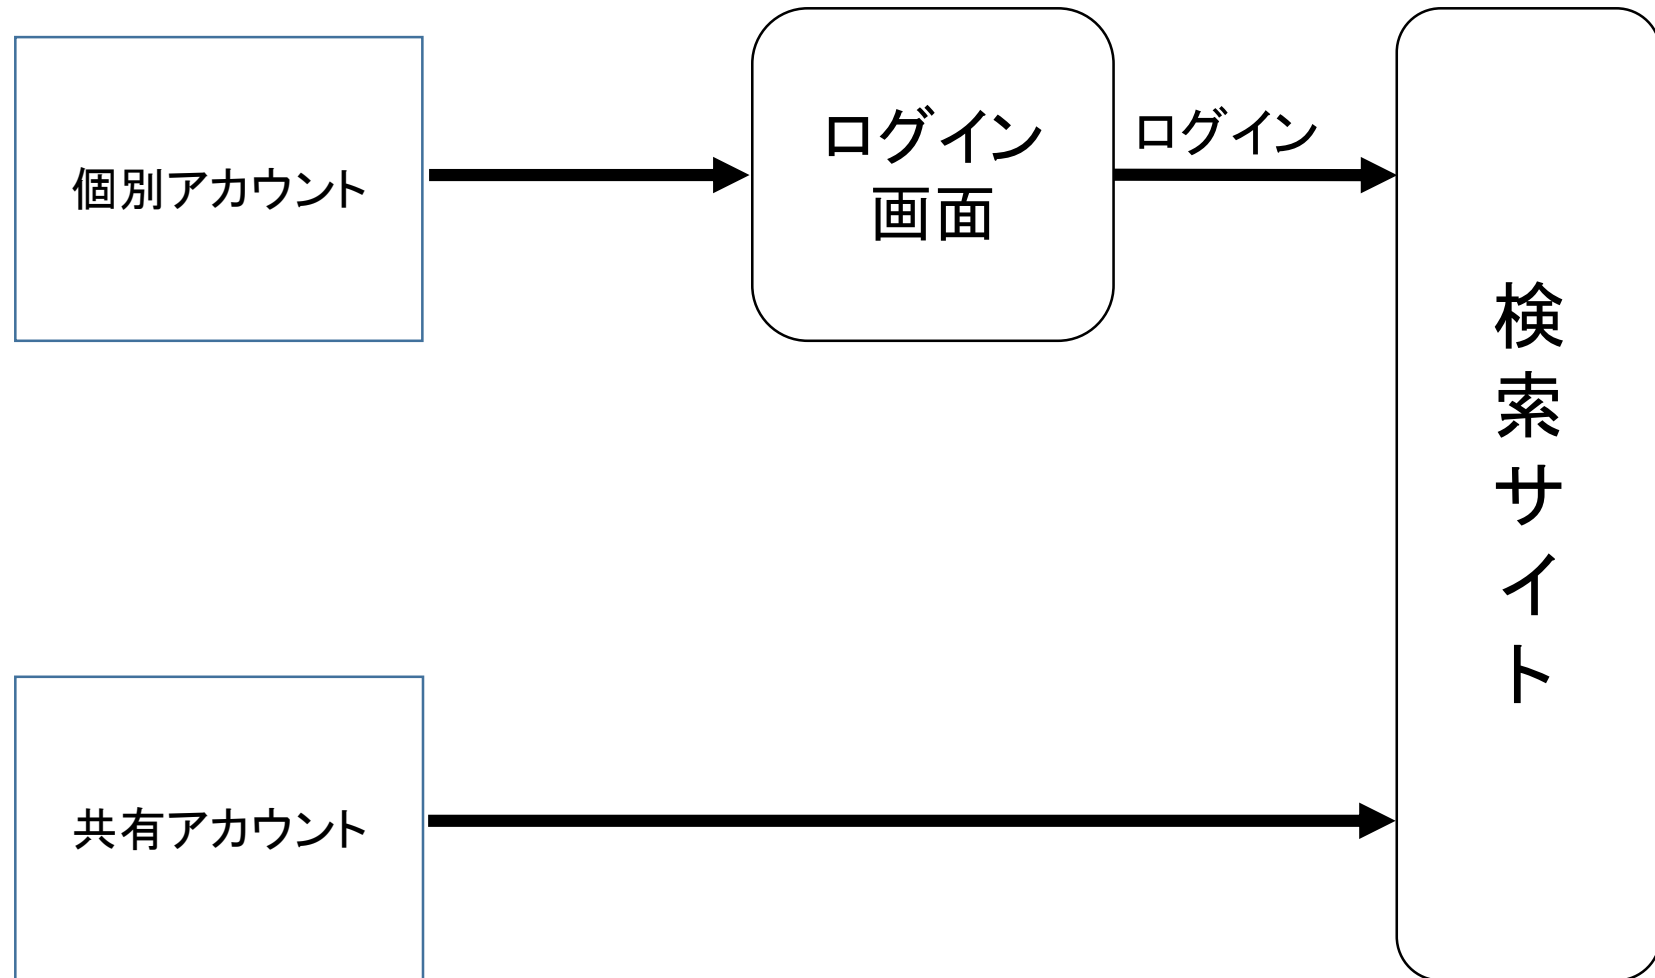 個別アカウント
ログイン
画面
ログイン
検索サイト
共有アカウント